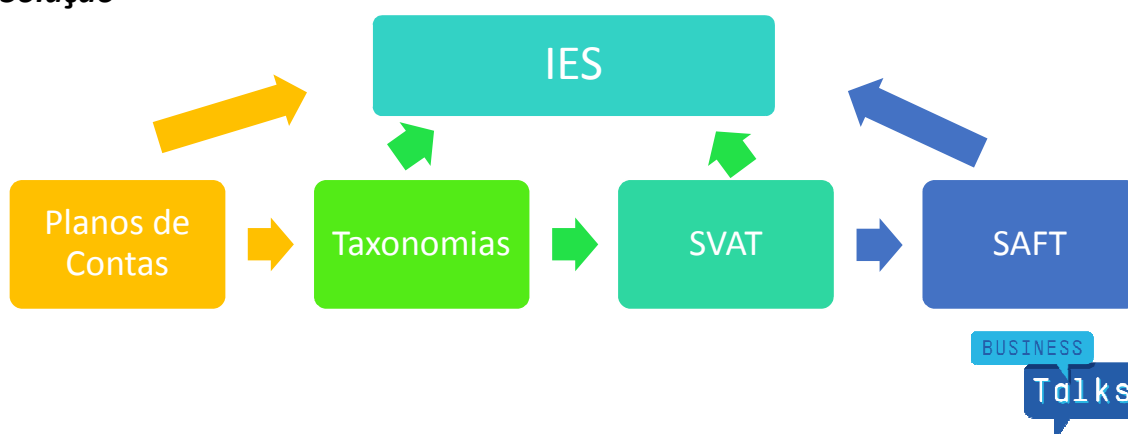 IES
Planos de
Contas
Taxonomias
SVAT
SAFT
BUSINESS
Talks